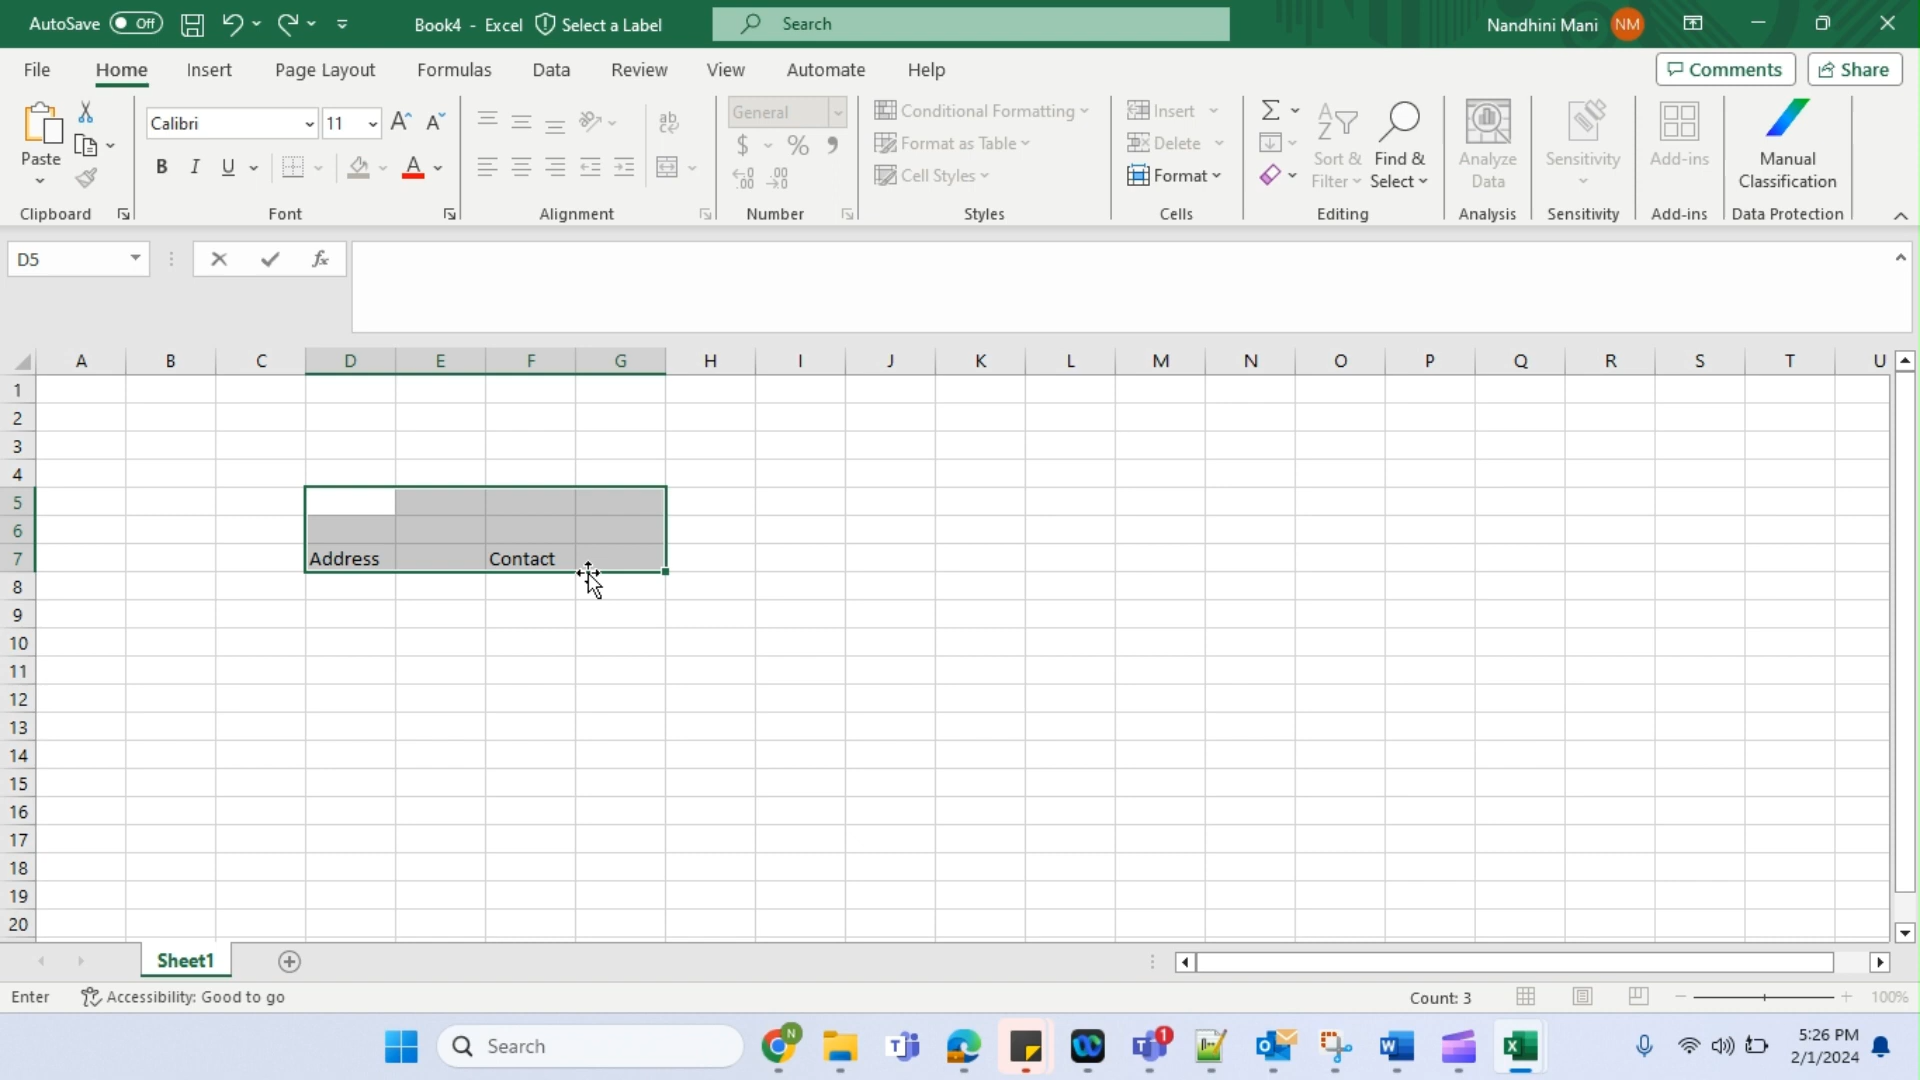 AutoSave Off Book4 - Excel Select a Label Search Nandhini Mani NM
File Home Insert Page Layout Formulas Data Review View Automate Help Comments Share
Calibri 11 A A ab General Conditional Formatting Insert Σ A
Paste B I U A $ % , Format as Table Delete Z Sort & Find & Analyze Sensitivity Add-ins Manual
.00 .00 Cell Styles Format Filter Select Data Classification
Clipboard Font Alignment Number Styles Cells Editing Analysis Sensitivity Add-ins Data Protection
D5 fx
A B C D E F G H I J K L M N O P Q R S T U
1
2
3
4
5
6
7 Address Contact
8
9
10
11
12
13
14
15
16
17
18
19
20
Sheet1
Enter Accessibility: Good to go Count: 3 100%
Search N 1 5:26 PM
2/1/2024